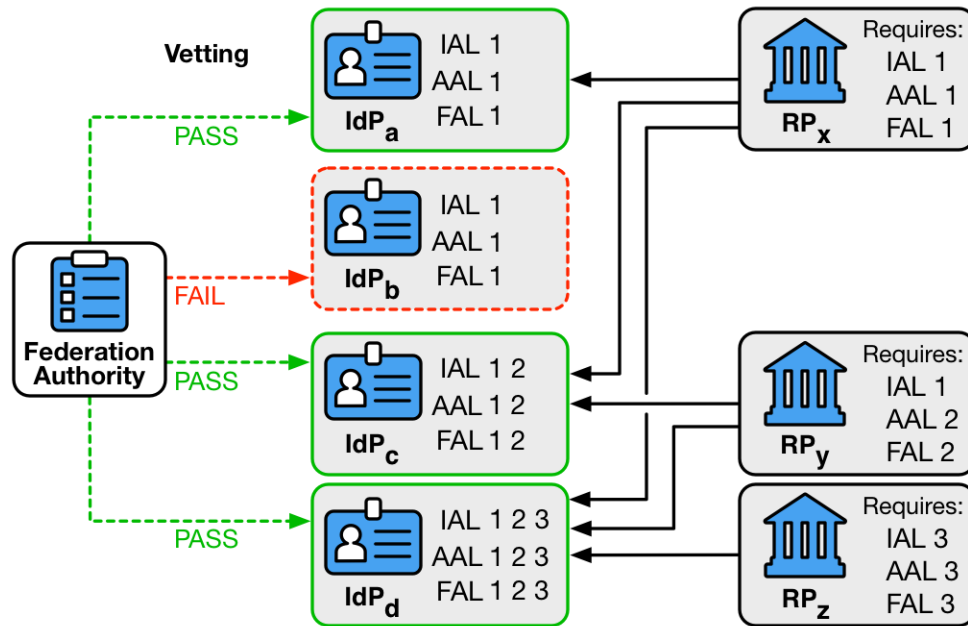 Vetting
PASS
FAIL
PASS
PASS
Federation
Authority
IAL 1
AAL 1
FAL 1
IdPa
IAL 1
AAL 1
FAL 1
IdPb
IAL 1 2
AAL 1 2
FAL 1 2
IdPc
IAL 1 2 3
AAL 1 2 3
FAL 1 2 3
IdPd
Requires:
IAL 1
AAL 1
FAL 1
RPx
Requires:
IAL 1
AAL 2
FAL 2
RPy
Requires:
IAL 3
AAL 3
FAL 3
RPz